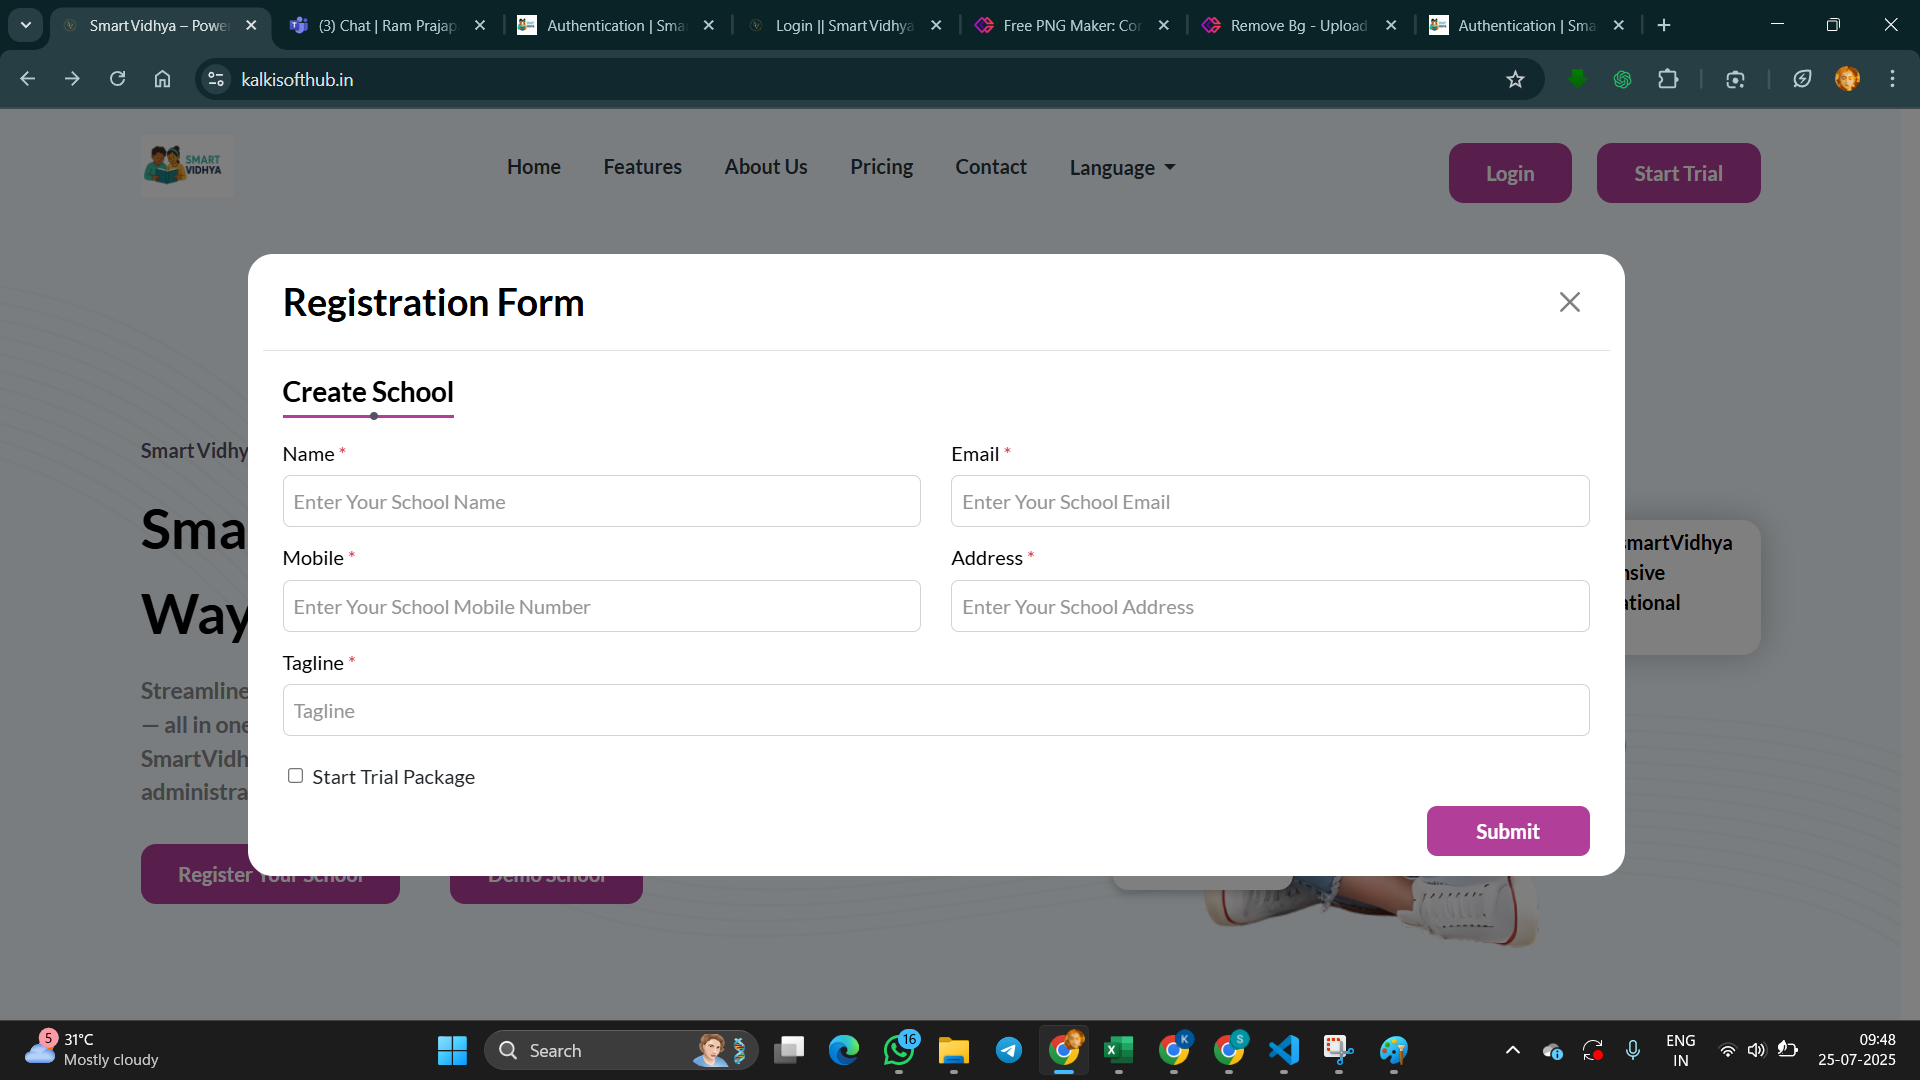 SmartVidhya – Powe
(3) Chat | Ram Prajap
Authentication | Sma
Login || SmartVidhya
Free PNG Maker: Cor
Remove Bg - Upload
Authentication | Sma
kalkisofthub.in
SMART
VIDHYA
Home
Features
About Us
Pricing
Contact
Language
Login
Start Trial
Registration Form
Create School
Name *
Email *
Enter Your School Name
Enter Your School Email
Mobile *
Address *
Enter Your School Mobile Number
Enter Your School Address
Tagline *
Tagline
Start Trial Package
Submit
SmartVidhy
Sma
Way
Streamline
— all in one
SmartVidh
administra
Register Your School
Demo School
smartVidhya
nsive
ational
5
31°C
Mostly cloudy
Search
16
K
S
ENG
IN
09:48
25-07-2025